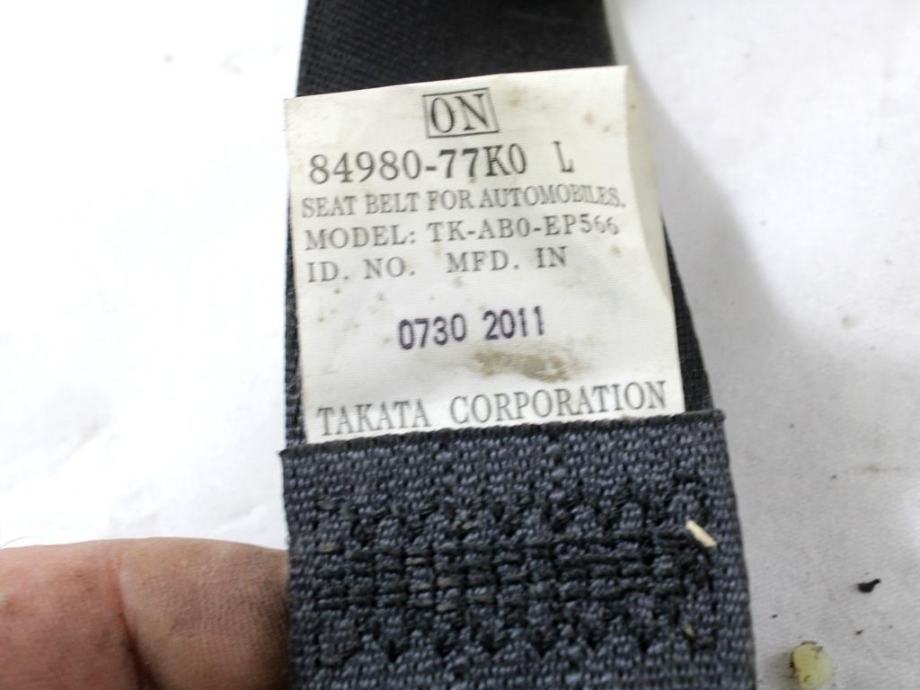 ON
84980-77K0 L
SEAT BELT FOR AUTOMOBILES.
MODEL: TK-AB0-EP566
ID. NO. MFD. IN
0730 2011
TAKATA CORPORATION